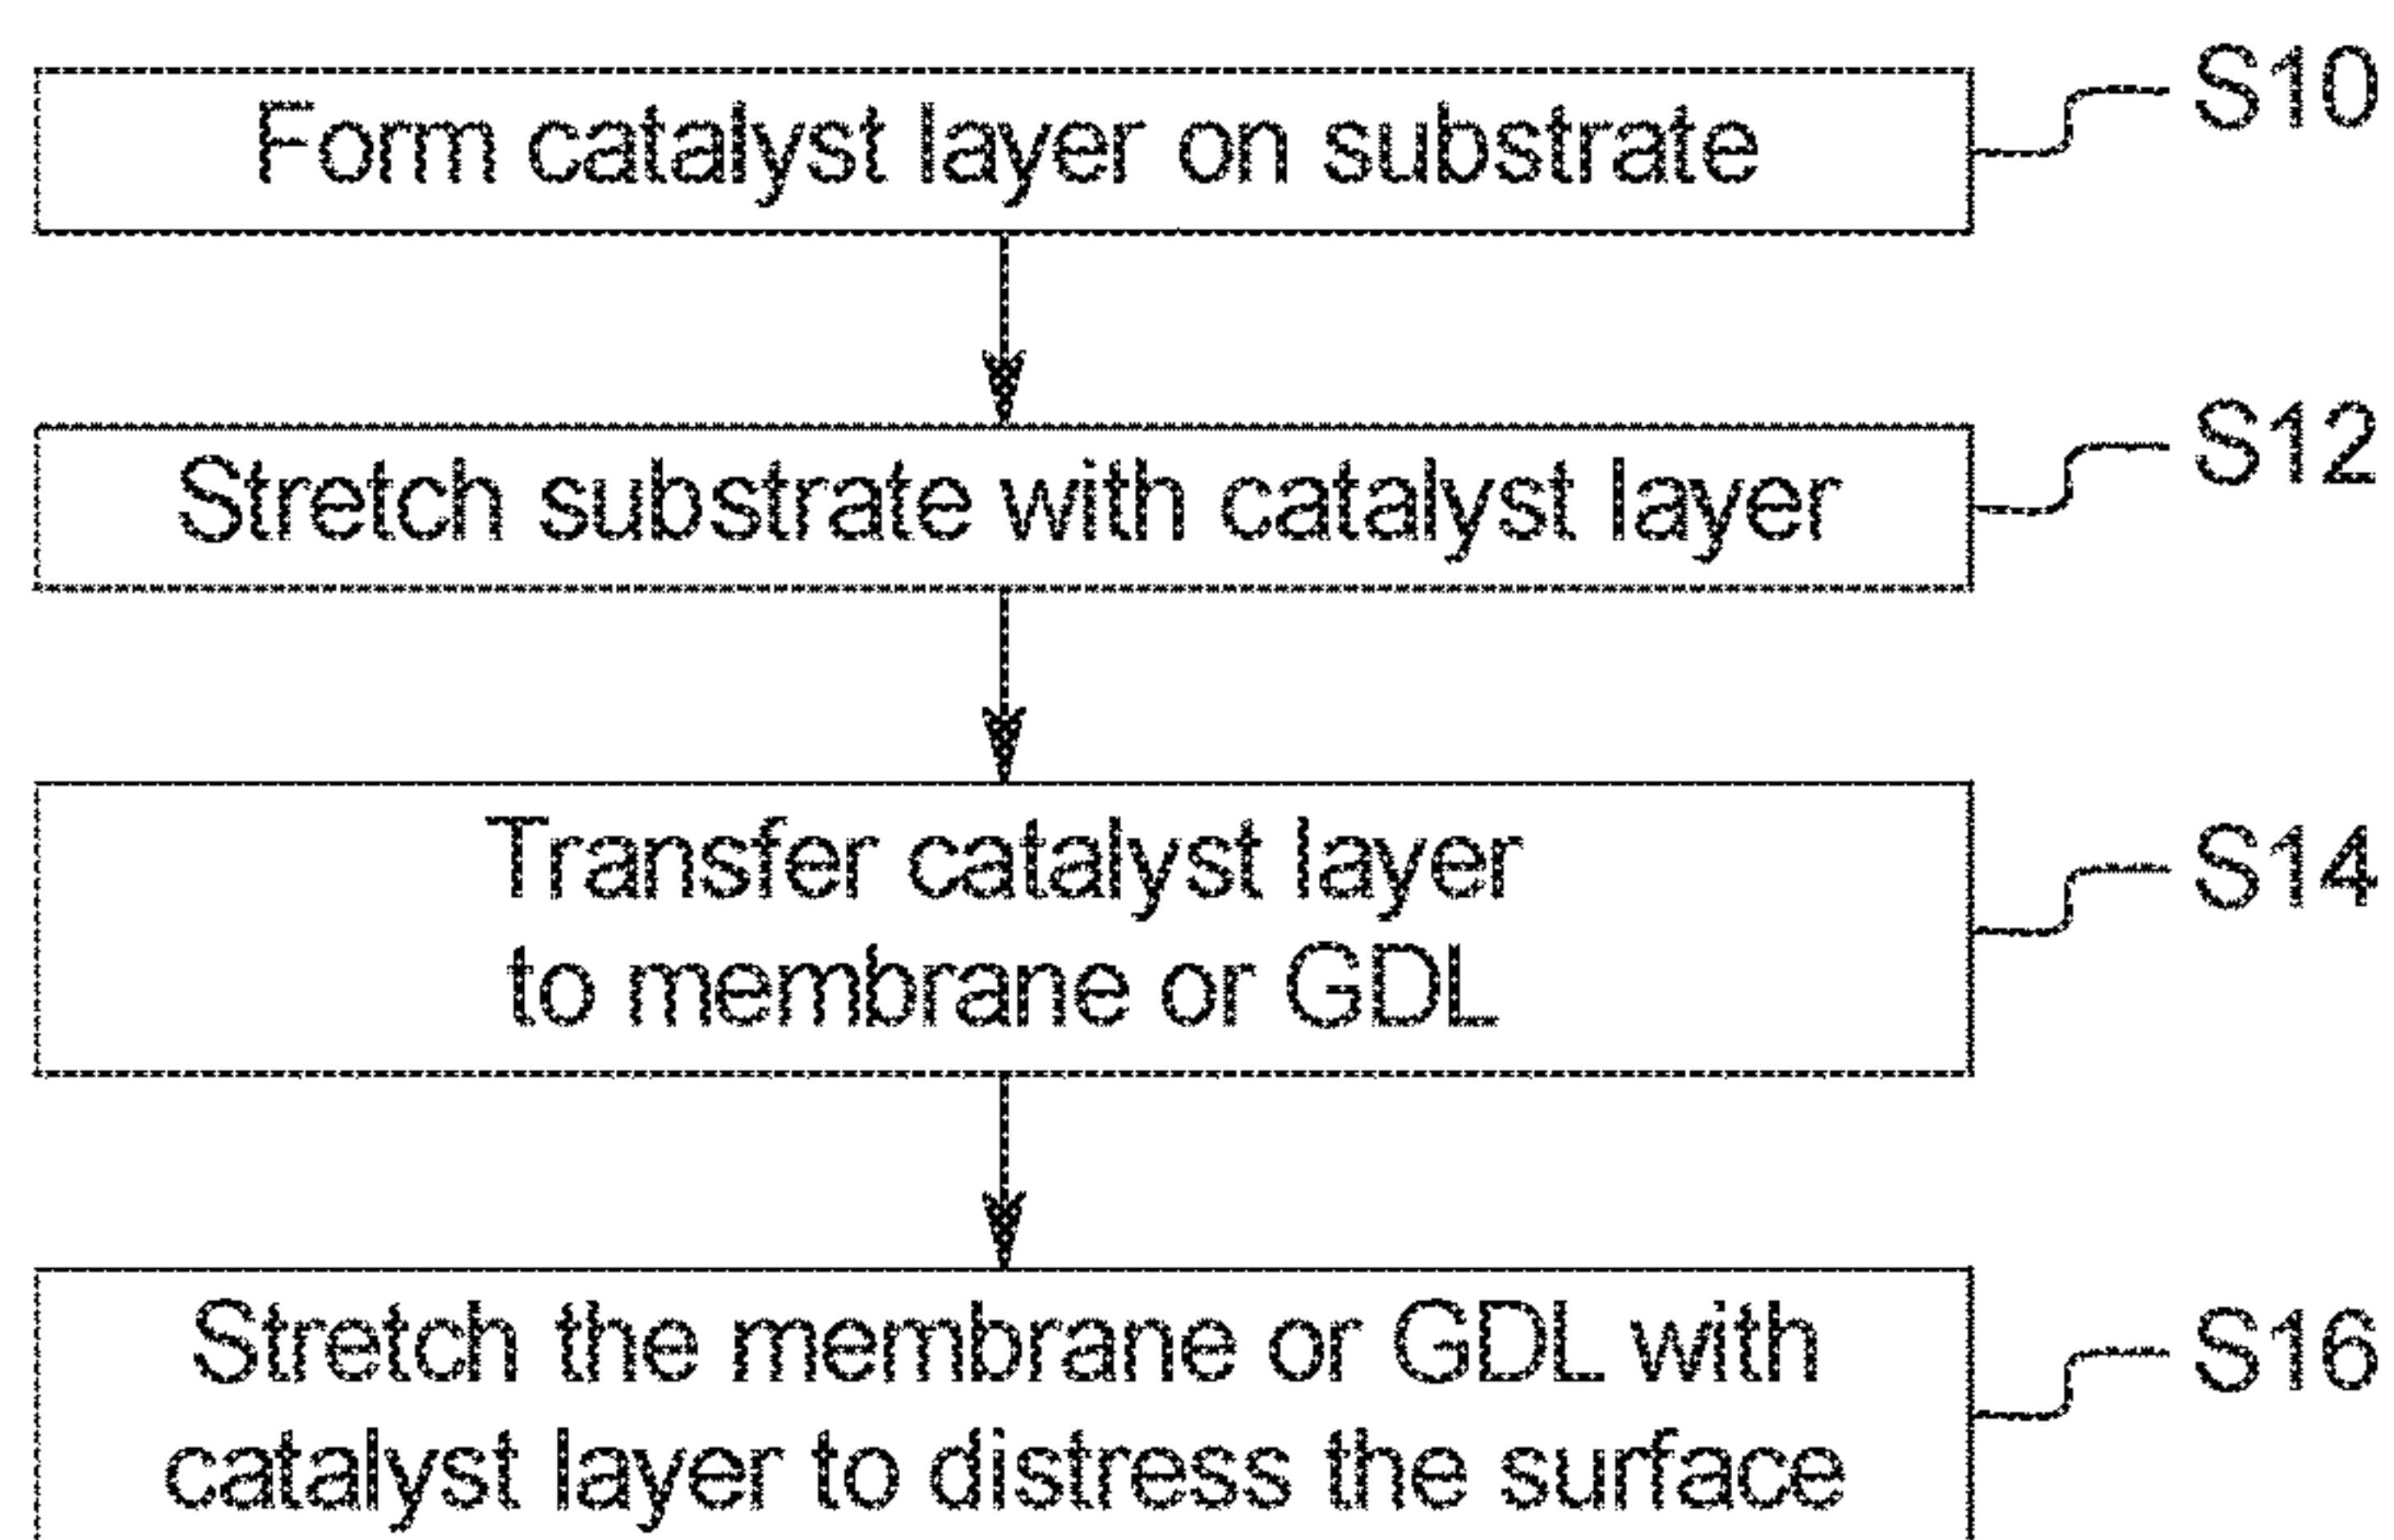 Form catalyst layer on substrate
S10
Stretch substrate with catalyst layer
S12
Transfer catalyst layer
to membrane or GDL
S14
Stretch the membrane or GDL with
catalyst layer to distress the surface
S16